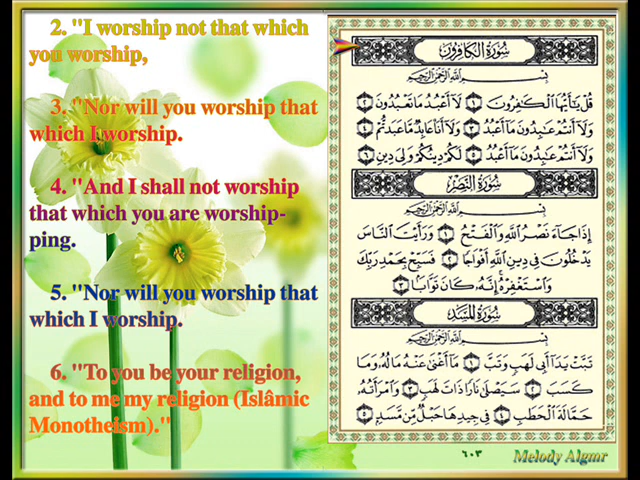 2. "I worship not that which
you worship,
3. "Nor will you worship that
which I worship.
4. "And I shall not worship
that which you are worship-
ping.
5. "Nor will you worship that
which I worship.
6. "To you be your religion,
and to me my religion (Islâmic
Monotheism)."
سُورَةُ الكَافِرُونَ
بِسْمِ اللَّهِ الرَّحْمَٰنِ الرَّحِيمِ
قُلْ يَٰٓأَيُّهَا ٱلْكَٰفِرُونَ ١ لَآ أَعْبُدُ مَا تَعْبُدُونَ ٢
وَلَآ أَنتُمْ عَٰبِدُونَ مَآ أَعْبُدُ ٣ وَلَآ أَنَا۠ عَابِدٌ مَّا عَبَدتُّمْ ٤
وَلَآ أَنتُمْ عَٰبِدُونَ مَآ أَعْبُدُ ٥ لَكُمْ دِينُكُمْ وَلِىَ دِينِ ٦
سُورَةُ النَّصْرِ
بِسْمِ اللَّهِ الرَّحْمَٰنِ الرَّحِيمِ
إِذَا جَآءَ نَصْرُ ٱللَّهِ وَٱلْفَتْحُ ١ وَرَأَيْتَ ٱلنَّاسَ
يَدْخُلُونَ فِى دِينِ ٱللَّهِ أَفْوَاجًا ٢ فَسَبِّحْ بِحَمْدِ رَبِّكَ
وَٱسْتَغْفِرْهُ إِنَّهُۥ كَانَ تَوَّابًۢا ٣
سُورَةُ المَسَدِ
بِسْمِ اللَّهِ الرَّحْمَٰنِ الرَّحِيمِ
تَبَّتْ يَدَآ أَبِى لَهَبٍ وَتَبَّ ١ مَآ أَغْنَىٰ عَنْهُ مَالُهُۥ وَمَا
كَسَبَ ٢ سَيَصْلَىٰ نَارًا ذَاتَ لَهَبٍ ٣ وَٱمْرَأَتُهُۥ
حَمَّالَةَ ٱلْحَطَبِ ٤ فِى جِيدِهَا حَبْلٌ مِّن مَّسَدٍۭ ٥
٦٠٣
Melody Algmr